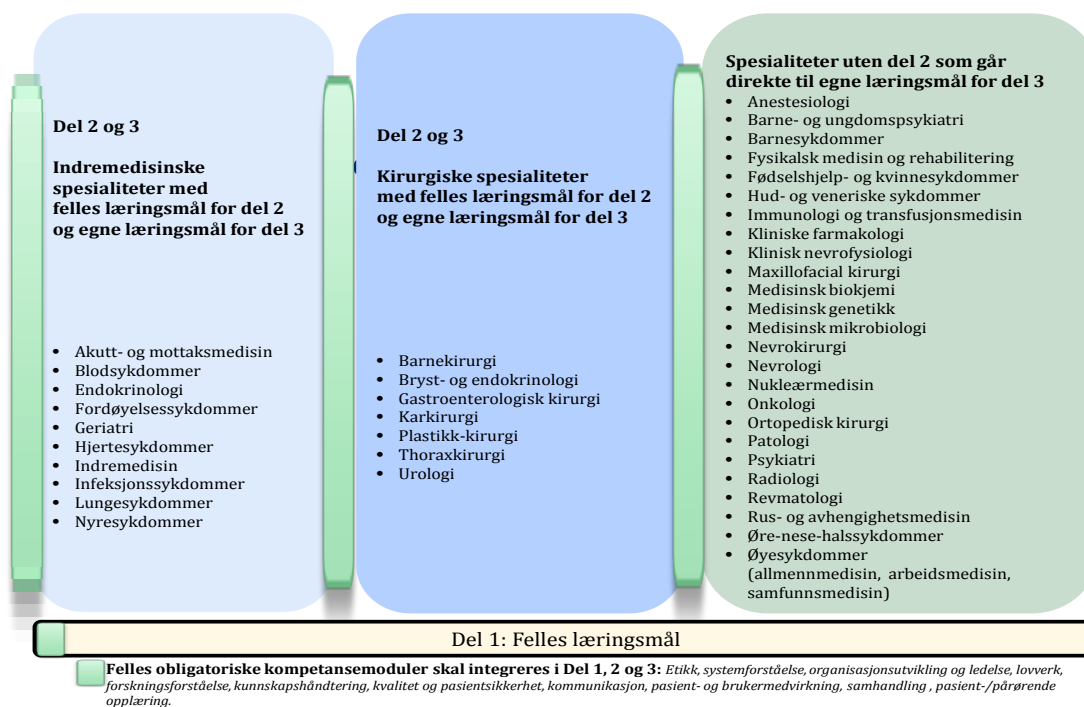 Del 2 og 3
Indremedisinske
spesialiteter med
felles læringsmål for del 2
og egne læringsmål for del 3
• Akutt- og mottaksmedisin
• Blodsykdommer
• Endokrinologi
• Fordøyelsessykdommer
• Geriatri
• Hjertesykdommer
• Indremedisin
• Infeksjonssykdommer
• Lungesykdommer
• Nyresykdommer
Del 2 og 3
Kirurgiske spesialiteter
med felles læringsmål for del 2
og egne læringsmål for del 3
• Barnekirurgi
• Bryst- og endokrinologi
• Gastroenterologisk kirurgi
• Karkirurgi
• Plastikk-kirurgi
• Thoraxkirurgi
• Urologi
Spesialiteter uten del 2 som går
direkte til egne læringsmål for del 3
• Anestesiologi
• Barne- og ungdomspsykiatri
• Barnesykdommer
• Fysikalsk medisin og rehabilitering
• Fødselshjelp- og kvinnesykdommer
• Hud- og veneriske sykdommer
• Immunologi og transfusjonsmedisin
• Kliniske farmakologi
• Klinisk nevrofysiologi
• Maxillofacial kirurgi
• Medisinsk biokjemi
• Medisinsk genetikk
• Medisinsk mikrobiologi
• Nevrokirurgi
• Nevrologi
• Nukleærmedisin
• Onkologi
• Ortopedisk kirurgi
• Patologi
• Psykiatri
• Radiologi
• Revmatologi
• Rus- og avhengighetsmedisin
• Øre-nese-halssykdommer
• Øyesykdommer
(allmennmedisin, arbeidsmedisin,
samfunnsmedisin)
Del 1: Felles læringsmål
Felles obligatoriske kompetansemoduler skal integreres i Del 1, 2 og 3: Etikk, systemforståelse, organisasjonsutvikling og ledelse, lovverk,
forskningsforståelse, kunnskapshåndtering, kvalitet og pasientsikkerhet, kommunikasjon, pasient- og brukermedvirkning, samhandling , pasient-/pårørende
opplæring.